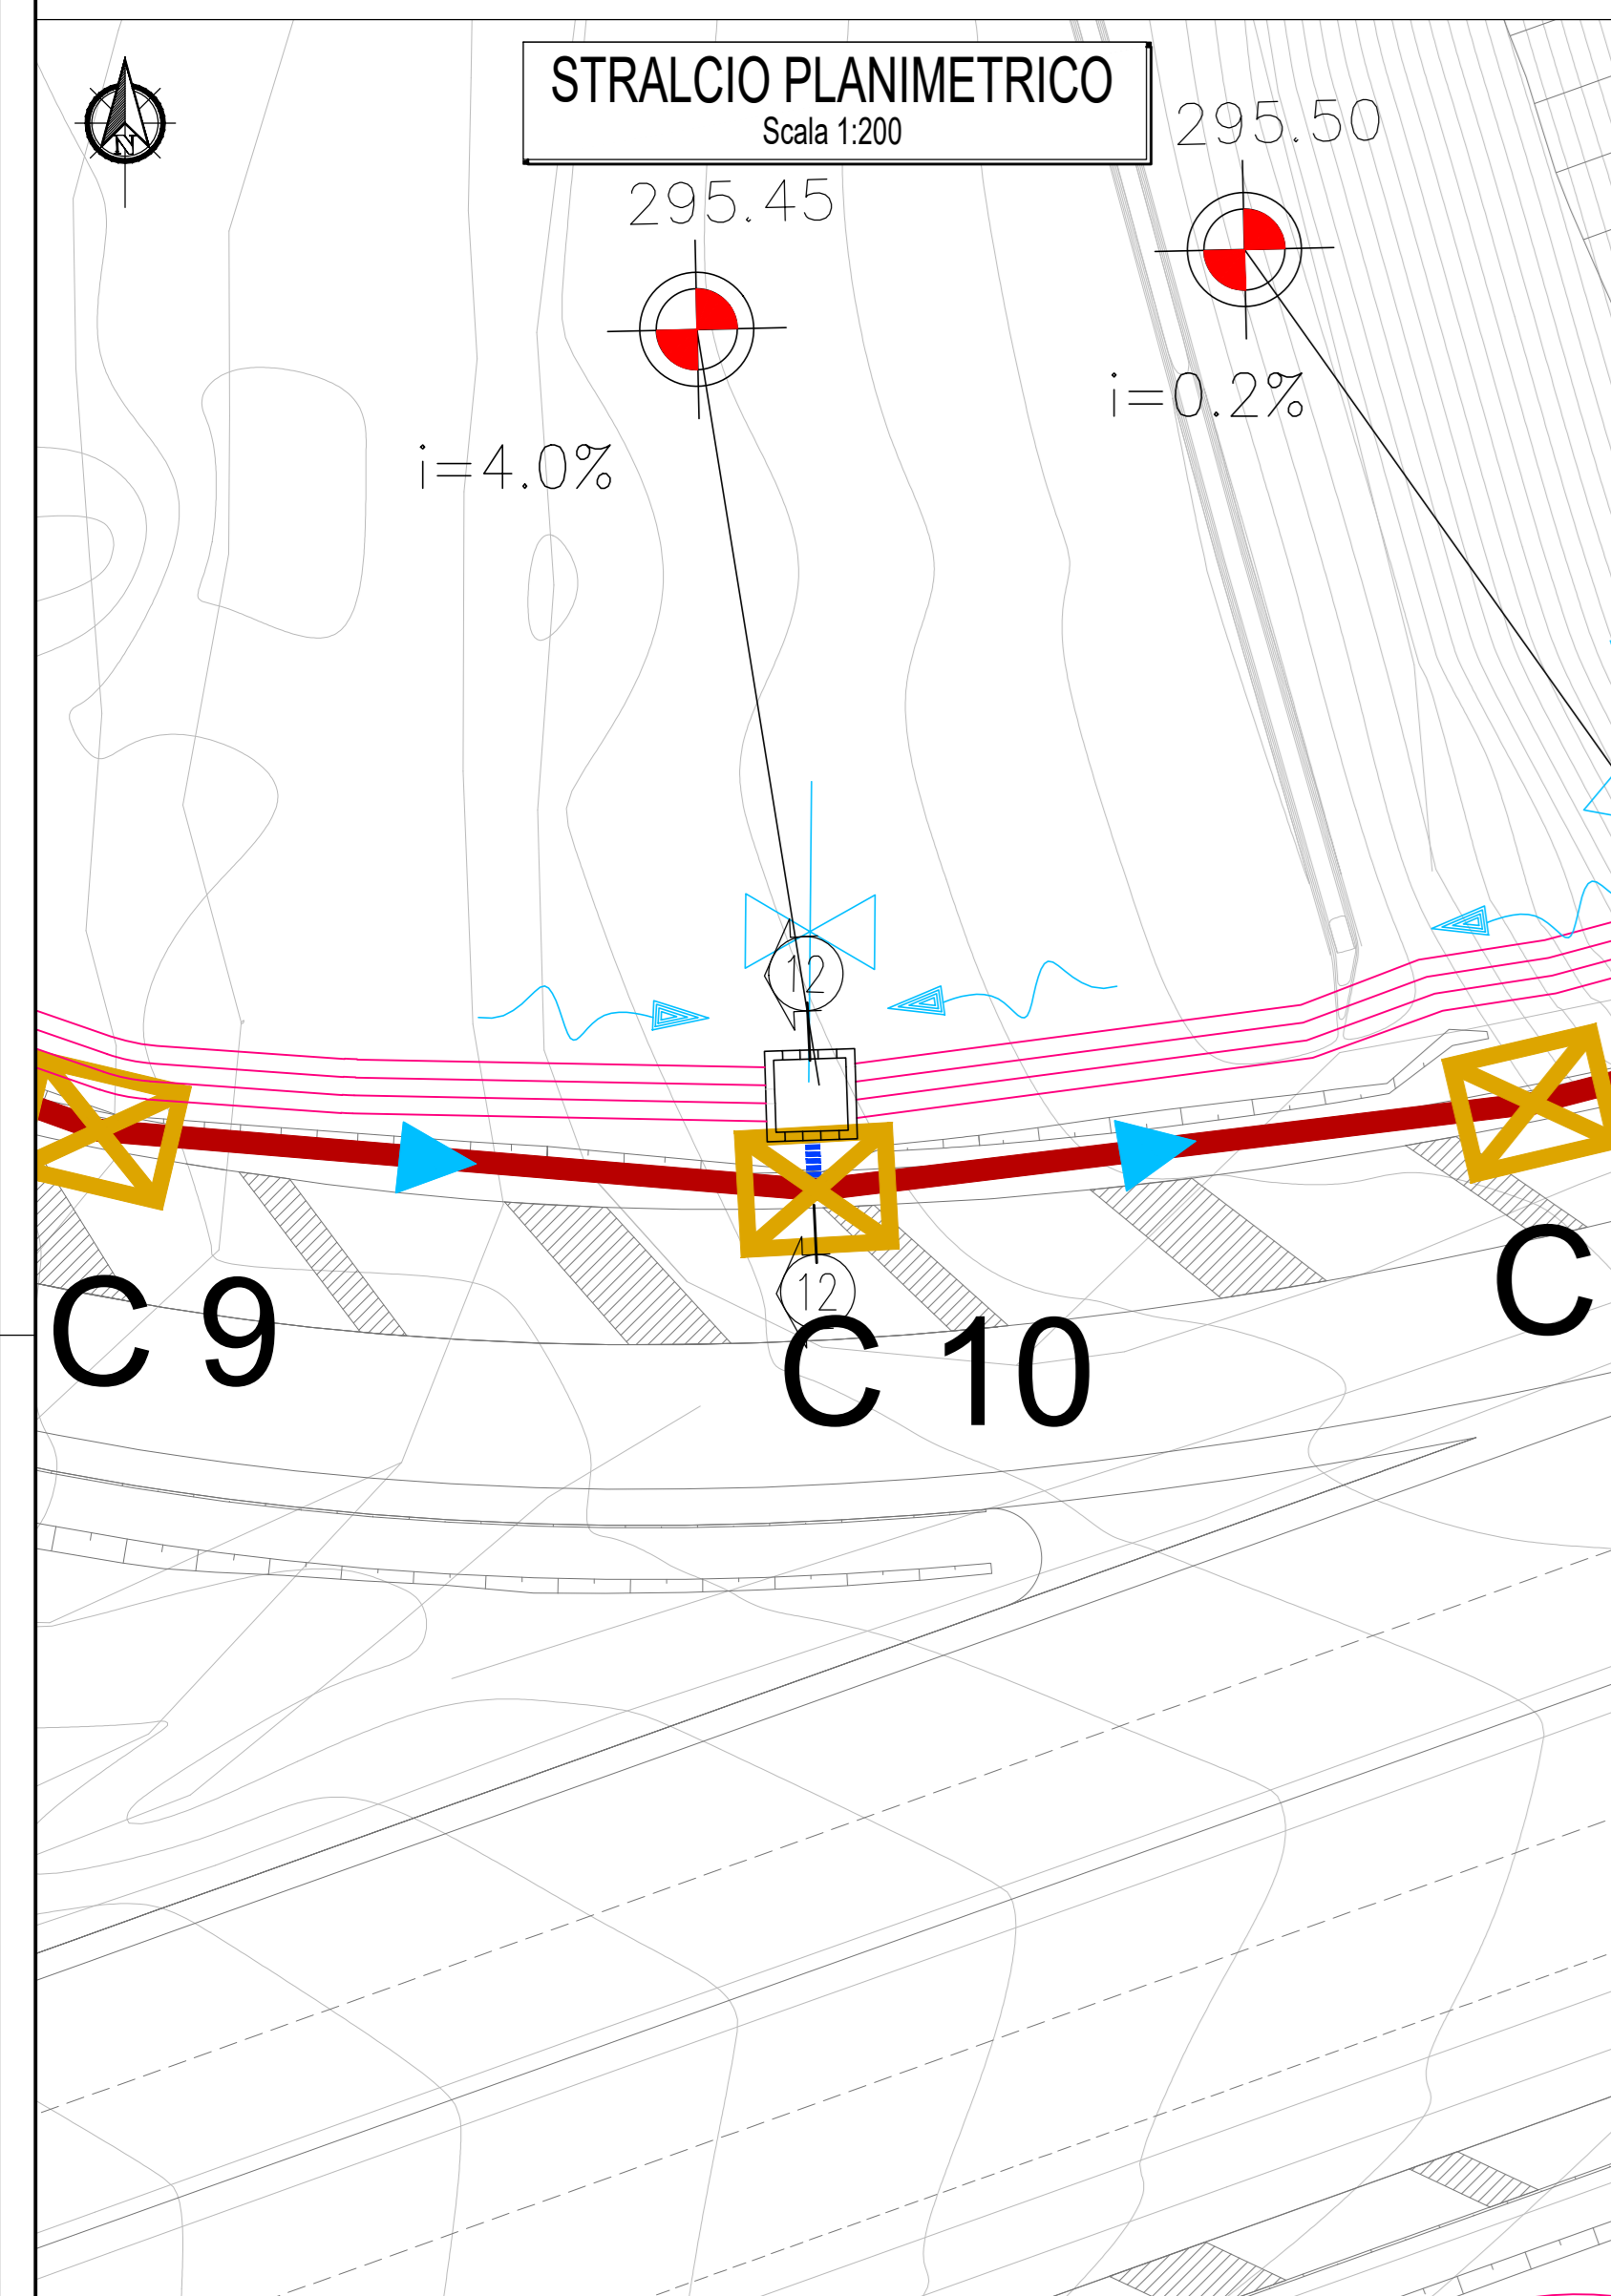 STRALCIO PLANIMETRICO
Scala 1:200
N
295.50
295.45
i=0.2%
i=4.0%
12
12
C 9
C 10
C